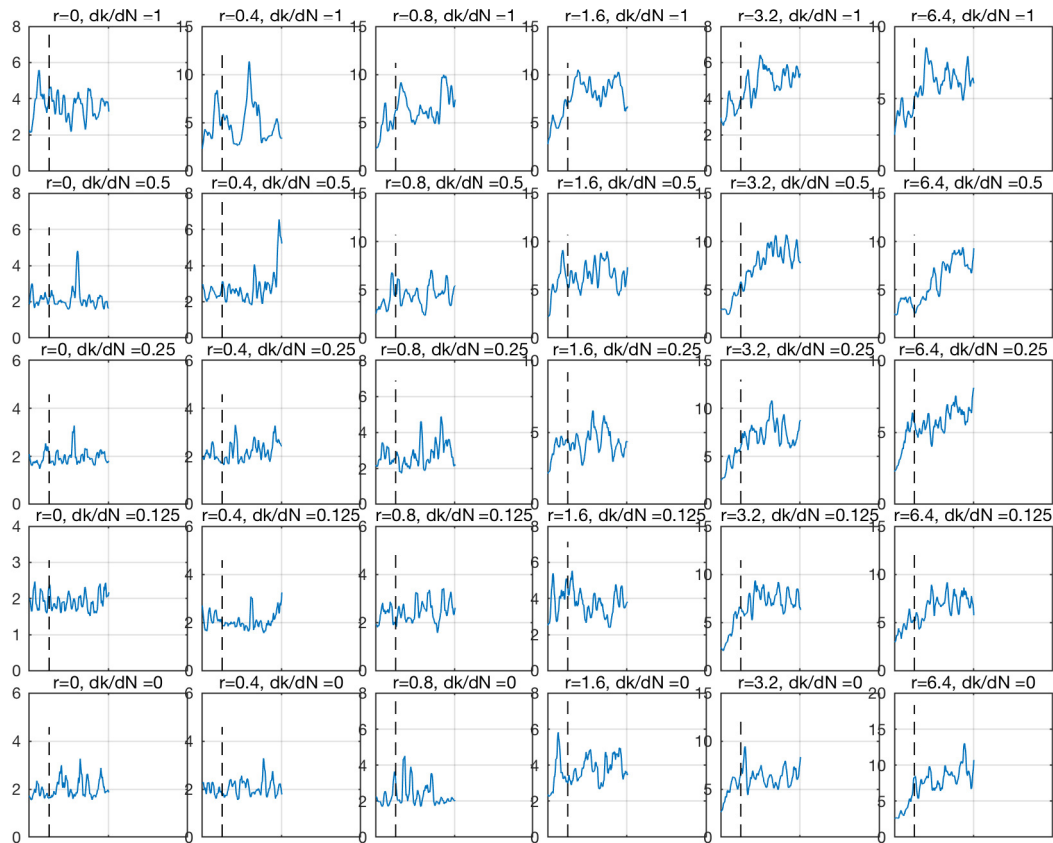 r=0, dk/dN −1 r=0.4, dk/dN −1 r=0.8, dk/dN −1 r=1.6, dk/dN −1 r=3.2, dk/dN −1 r=6.4, dk/dN −1
8 15 15 15 8 10
6 10 10 10 6
4 5 5 5 4 5
2 2
0 0 0 0 0 0
r=0, dk/dN =0.5 r=0.4, dk/dN =0.5 r=0.8, dk/dN =0.5 r=1.6, dk/dN =0.5 r=3.2, dk/dN =0.5 r=6.4, dk/dN =0.5
8 8 15 15 15 15
6 6 10 10 10 10
4 4 5 5 5 5
2 2
0 0 0 0 0 0
r=0, dk/dN =0.25 r=0.4, dk/dN =0.25 r=0.8, dk/dN =0.25 r=1.6, dk/dN =0.25 r=3.2, dk/dN =0.25 r=6.4, dk/dN =0.25
6 6 8 10 15 15
4 4 6 10 10
2 2 4 5 5 5
2
0 0 0 0 0 0
r=0, dk/dN =0.125 r=0.4, dk/dN =0.125 r=0.8, dk/dN =0.125 r=1.6, dk/dN =0.125 r=3.2, dk/dN =0.125 r=6.4, dk/dN =0.125
4 6 6 8 15 15
3 4 4 6 10 10
2 2 2 4 5 5
1 2
0 0 0 0 0 0
r=0, dk/dN =0 r=0.4, dk/dN =0 r=0.8, dk/dN =0 r=1.6, dk/dN =0 r=3.2, dk/dN =0 r=6.4, dk/dN =0
6 6 8 8 15 20
4 4 6 6 10 15
2 2 4 4 5 10
2 2 5
0 0 0 0 0 0